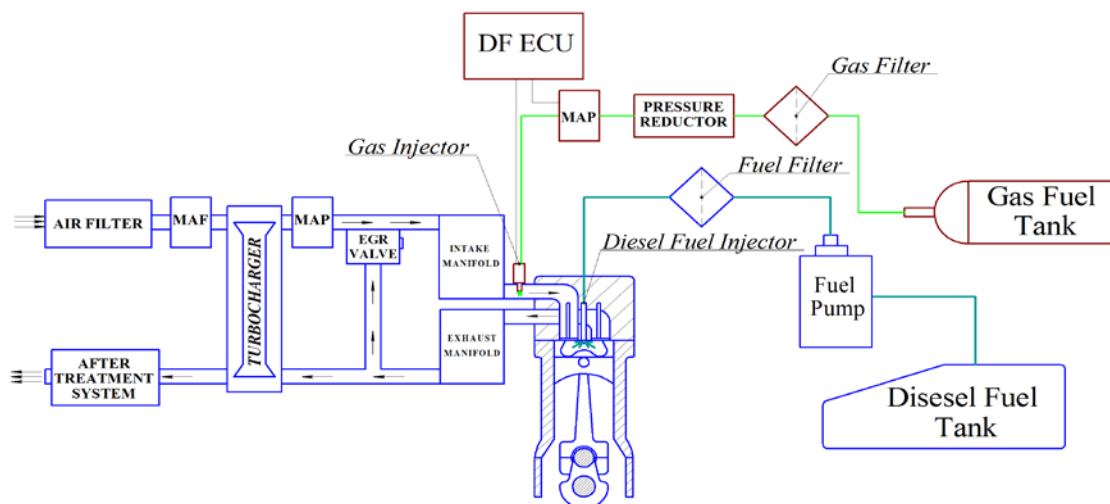 DF ECU
Gas Filter
MAP
PRESSURE
REDUCTOR
Gas Injector
Fuel Filter
Gas Fuel
Tank
AIR FILTER
MAF
MAP
EGR
VALVE
INTAKE
MANIFOLD
Diesel Fuel Injector
Fuel
Pump
TURBOCHARGER
EXHAUST
MANIFOLD
AFTER
TREATMENT
SYSTEM
Disesel Fuel
Tank